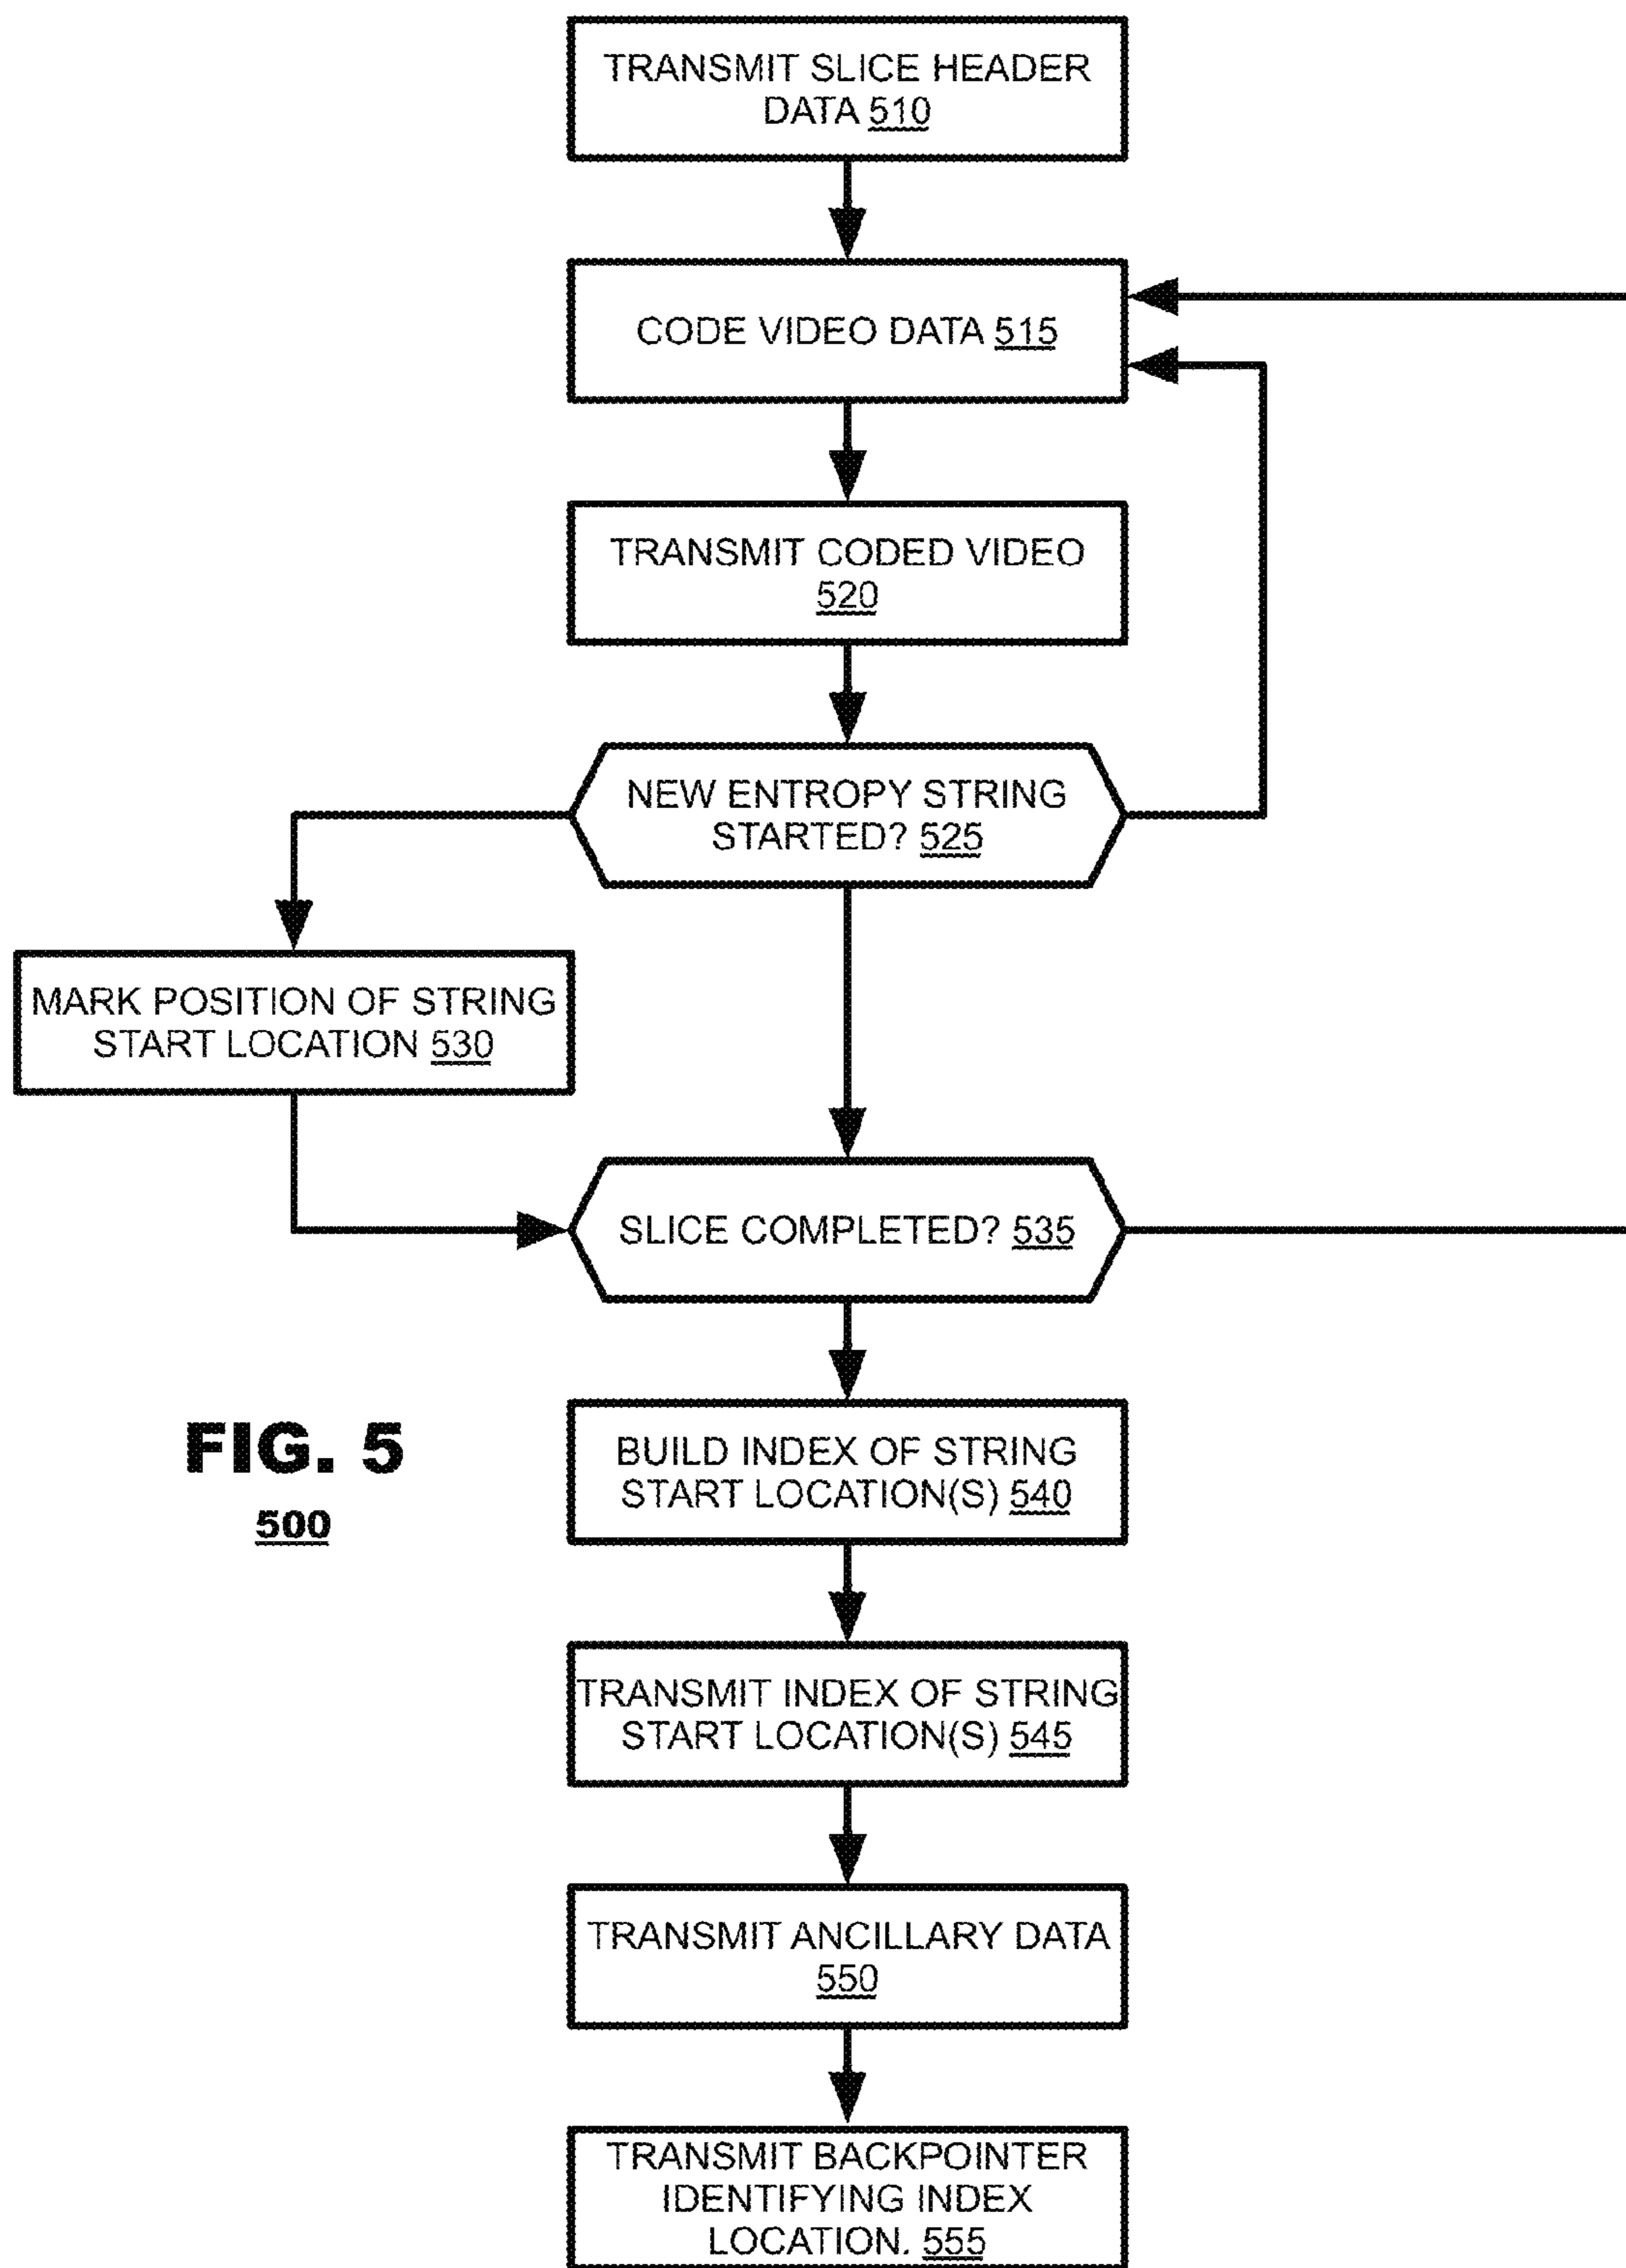 TRANSMIT SLICE HEADER
DATA 510
CODE VIDEO DATA 515
TRANSMIT CODED VIDEO
520
NEW ENTROPY STRING
STARTED? 525
MARK POSITION OF STRING
START LOCATION 530
SLICE COMPLETED? 535
FIG. 5
500
BUILD INDEX OF STRING
START LOCATION(S) 540
TRANSMIT INDEX OF STRING
START LOCATION(S) 545
TRANSMIT ANCILLARY DATA
550
TRANSMIT BACKPOINTER
IDENTIFYING INDEX
LOCATION. 555